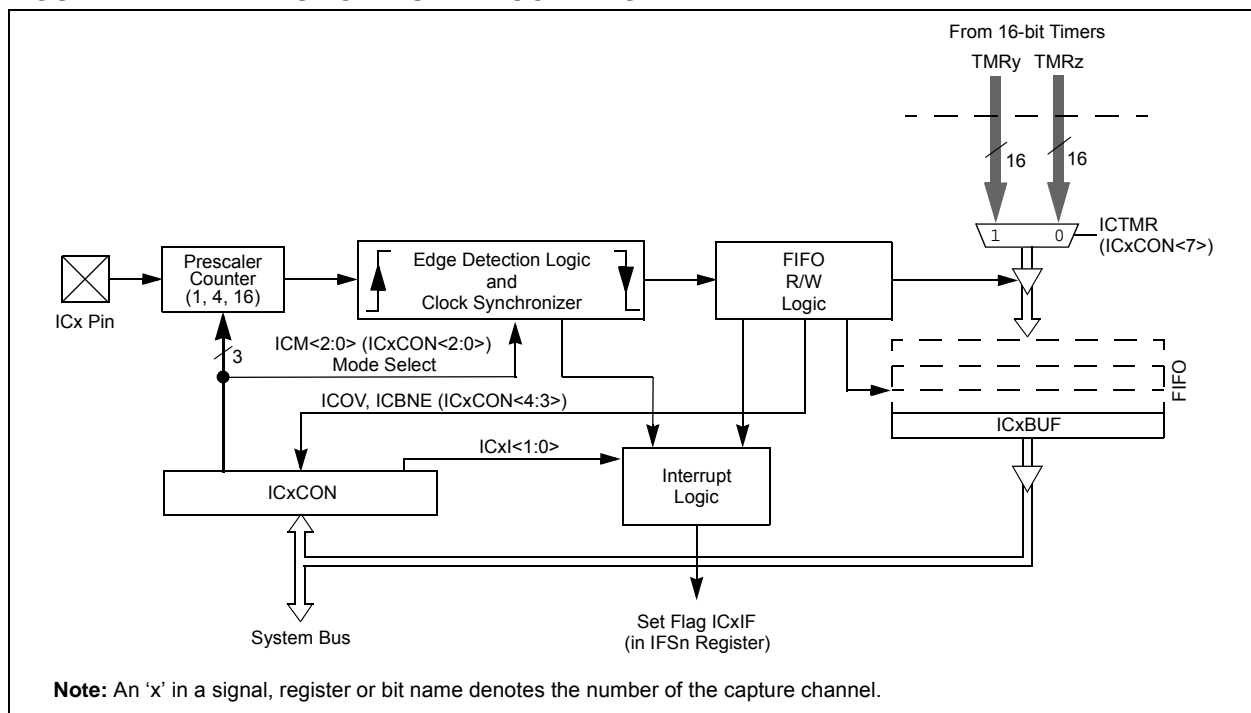 From 16-bit Timers
TMRy TMRz
16 16
1 0
ICTMR
(ICxCON<7>)
Prescaler
Counter
(1, 4, 16)
Edge Detection Logic
and
Clock Synchronizer
FIFO
R/W
Logic
ICx Pin
3
ICM<2:0> (ICxCON<2:0>)
Mode Select
FIFO
ICOV, ICBNE (ICxCON<4:3>)
ICxBUF
ICxI<1:0>
ICxCON
Interrupt
Logic
System Bus
Set Flag ICxIF
(in IFSn Register)
Note: An ‘x’ in a signal, register or bit name denotes the number of the capture channel.